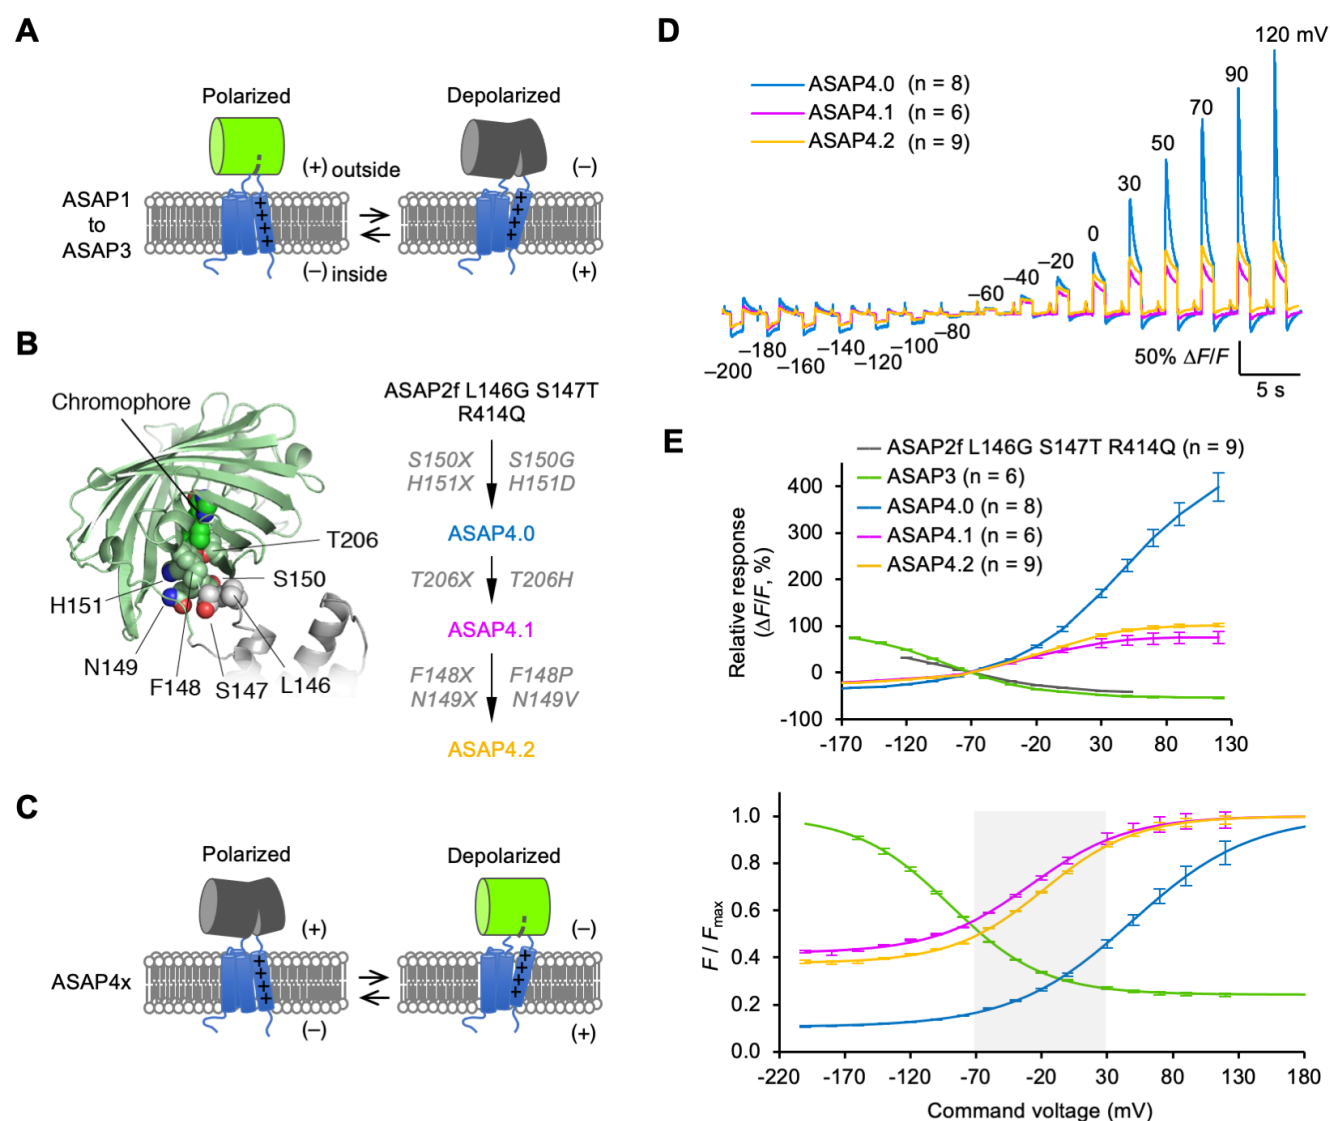 A
Polarized
Depolarized
(+) outside
(–)
ASAP1
to
ASAP3
(–) inside
(+)
B
Chromophore
T206
S150
H151
N149
F148
S147
L146
ASAP2f L146G S147T
R414Q
S150X S150G
H151X H151D
ASAP4.0
T206X T206H
ASAP4.1
F148X F148P
N149X N149V
ASAP4.2
C
Polarized
Depolarized
(+)
(–)
ASAP4x
(–)
(+)
D
ASAP4.0 (n = 8)
ASAP4.1 (n = 6)
ASAP4.2 (n = 9)
120 mV
90
70
50
30
0
–20
–40
–60
–80
–100
–120
–140
–160
–180
–200
50% ΔF/F
5 s
E
ASAP2f L146G S147T R414Q (n = 9)
ASAP3 (n = 6)
ASAP4.0 (n = 8)
ASAP4.1 (n = 6)
ASAP4.2 (n = 9)
Relative response
(ΔF/F, %)
400
300
200
100
0
-100
-170 -120 -70 -20 30 80 130
F / Fmax
1.0
0.8
0.6
0.4
0.2
0.0
-220 -170 -120 -70 -20 30 80 130 180
Command voltage (mV)